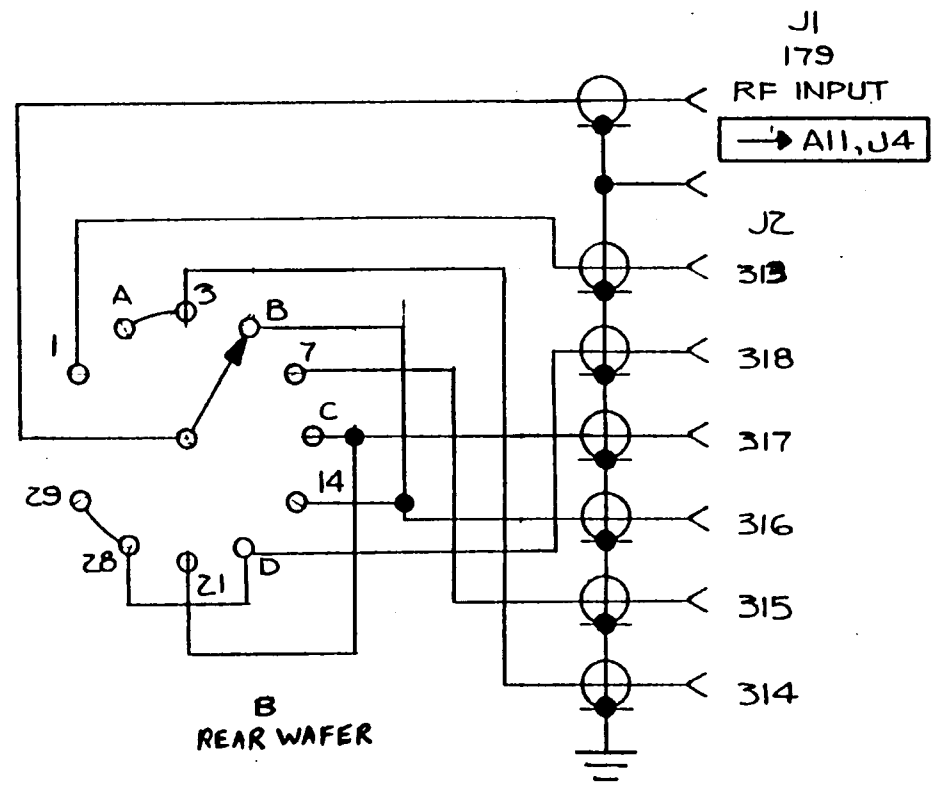 J1
179
RF INPUT
→ A11, J4
J2
313
A
3
B
1
7
318
C
317
29
14
316
28
21
D
315
314
B
REAR WAFER